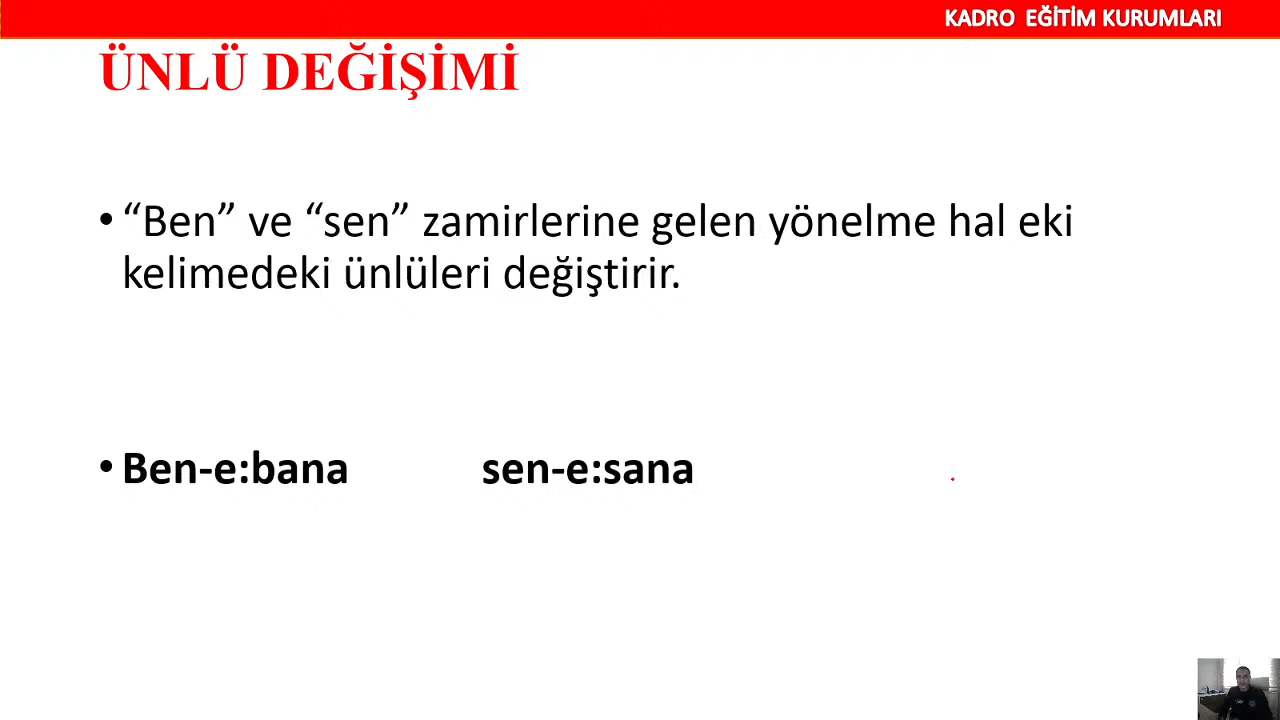 KADRO EĞİTİM KURUMLARI
ÜNLÜ DEĞİŞİMİ
• “Ben” ve “sen” zamirlerine gelen yönelme hal eki
kelimedeki ünlüleri değiştirir.
• Ben-e:bana sen-e:sana